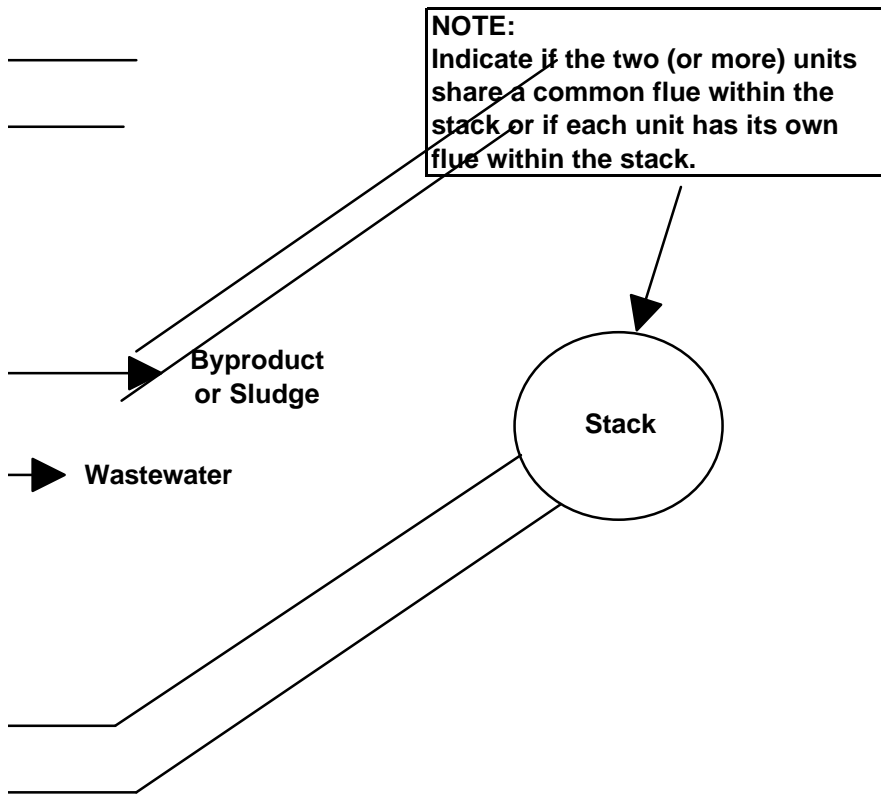 NOTE:
Indicate if the two (or more) units
share a common flue within the
stack or if each unit has its own
flue within the stack.
Byproduct
or Sludge
Stack
Wastewater